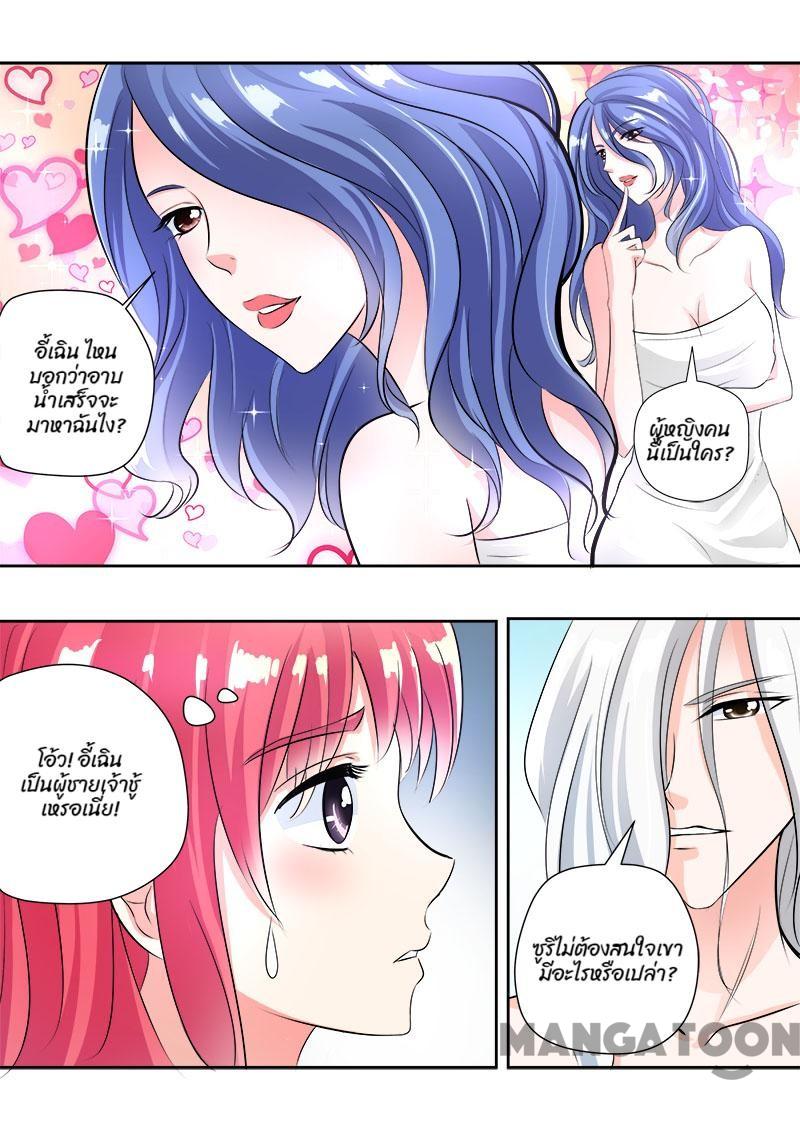 อี้เฉิน ไหน
บอกว่าอาบ
น้ำเสร็จจะ
มาหาฉันไง?
ผู้หญิงคน
นี้เป็นใคร?
โอ้ว! อี้เฉิน
เป็นผู้ชายเจ้าชู้
เหรอเนี่ย!
ซูริไม่ต้องสนใจเขา
มีอะไรหรือเปล่า?
MANGATOON